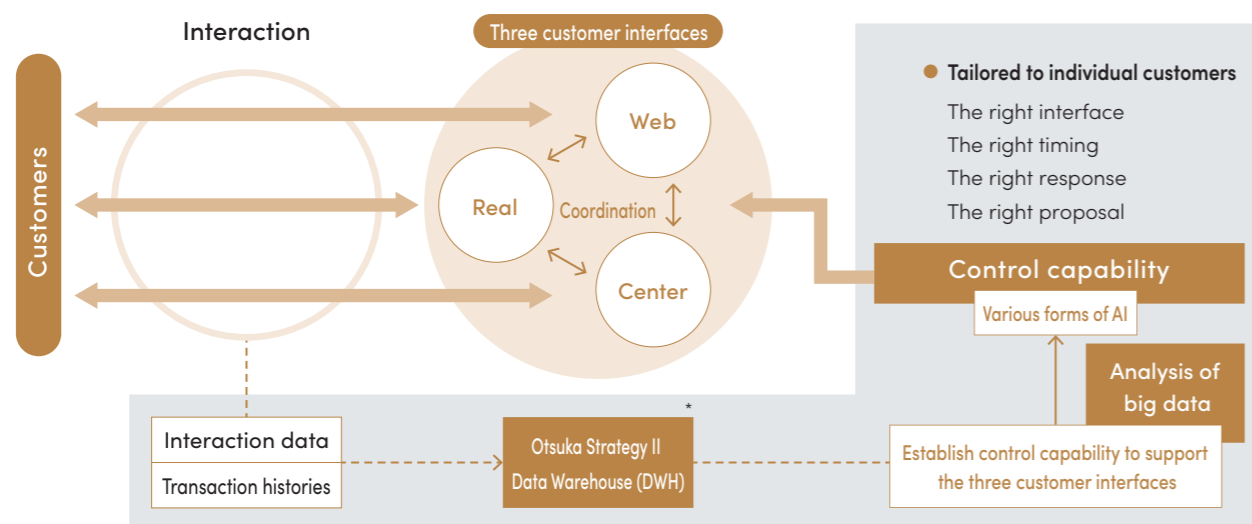 Interaction
Three customer interfaces
Customers
Web
Real
Coordination
Center
● Tailored to individual customers
The right interface
The right timing
The right response
The right proposal
Control capability
Various forms of AI
Analysis of
big data
Interaction data
Transaction histories
*
Otsuka Strategy II
Data Warehouse (DWH)
Establish control capability to support
the three customer interfaces